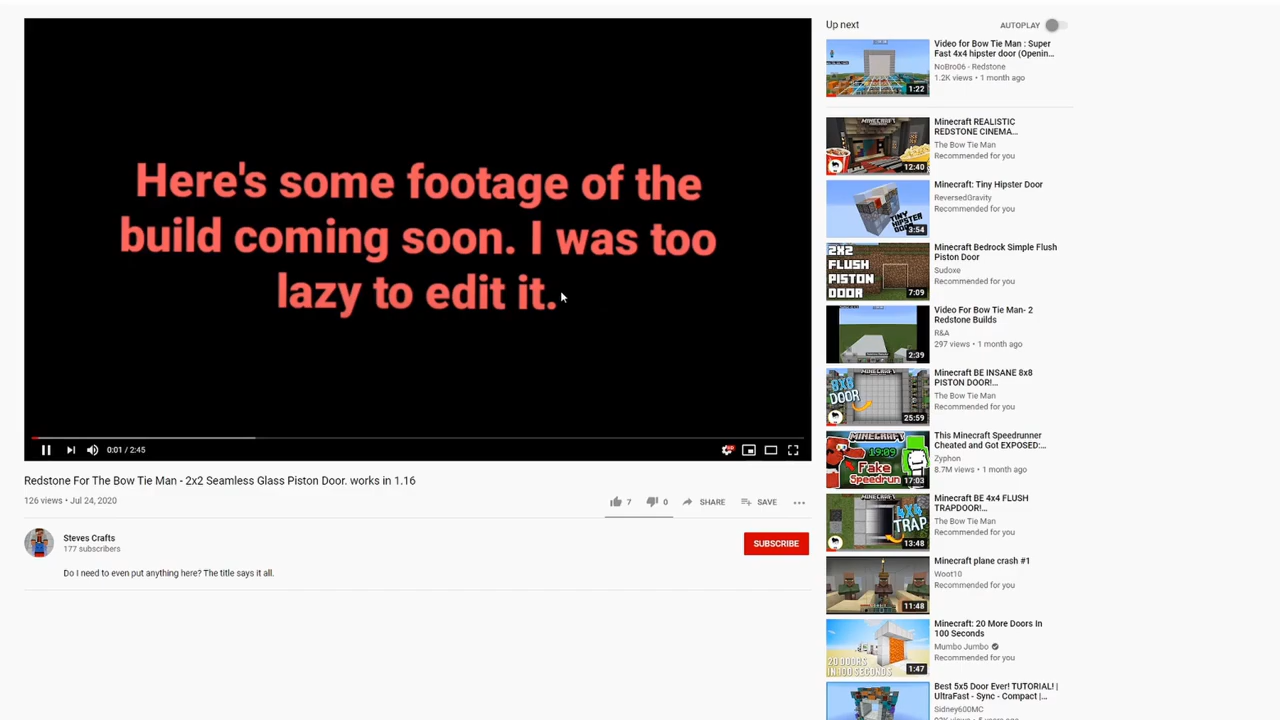 Here's some footage of the
build coming soon. I was too
lazy to edit it.
0:01 / 2:45
Redstone For The Bow Tie Man - 2x2 Seamless Glass Piston Door. works in 1.16
126 views • Jul 24, 2020
7
0
SHARE
SAVE
Steves Crafts
177 subscribers
SUBSCRIBE
Do I need to even put anything here? The title says it all.
Up next
AUTOPLAY
1:22
Video for Bow Tie Man : Super
Fast 4x4 hipster door (Openin...
NoBro06 - Redstone
1.2K views • 1 month ago
MINECRAFT
12:40
Minecraft REALISTIC
REDSTONE CINEMA...
The Bow Tie Man
Recommended for you
TINY
HIPSTER
DOOR
3:54
Minecraft: Tiny Hipster Door
ReversedGravity
Recommended for you
2X2
FLUSH
PISTON
DOOR
7:09
Minecraft Bedrock Simple Flush
Piston Door
Sudoxe
Recommended for you
2:39
Video For Bow Tie Man- 2
Redstone Builds
R&A
297 views • 1 month ago
MINECRAFT
8X8
DOOR
25:59
Minecraft BE INSANE 8x8
PISTON DOOR!...
The Bow Tie Man
Recommended for you
MINECRAFT
19:09
Fake
Speedrun
17:03
This Minecraft Speedrunner
Cheated and Got EXPOSED:...
Zyphon
8.7M views • 1 month ago
MINECRAFT
4X4
TRAP
13:48
Minecraft BE 4x4 FLUSH
TRAPDOOR!...
The Bow Tie Man
Recommended for you
11:48
Minecraft plane crash #1
Woot10
Recommended for you
20 DOORS
IN 100 SECONDS
1:47
Minecraft: 20 More Doors In
100 Seconds
Mumbo Jumbo
Recommended for you
Best 5x5 Door Ever! TUTORIAL! |
UltraFast - Sync - Compact |...
Sidney600MC